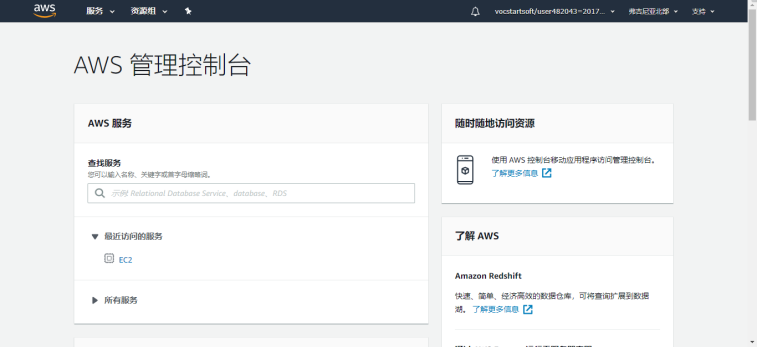 aws
服务
资源组
vocstartsoft/user482043=2017...
弗吉尼亚北部
支持
AWS 管理控制台
AWS 服务
查找服务
您可以输入名称、关键字或首字母缩略词。
示例: Relational Database Service、database、RDS
最近访问的服务
EC2
所有服务
随时随地访问资源
使用 AWS 控制台移动应用程序访问管理控制台。
了解更多信息
了解 AWS
Amazon Redshift
快速、简单、经济高效的数据仓库，可将查询扩展到数据
湖。 了解更多信息